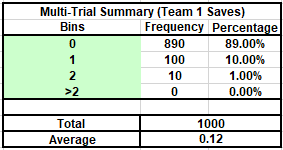 Multi-Trial Summary (Team 1 Saves)
Bins Frequency Percentage
0 890 89.00%
1 100 10.00%
2 10 1.00%
>2 0 0.00%
Total 1000
Average 0.12